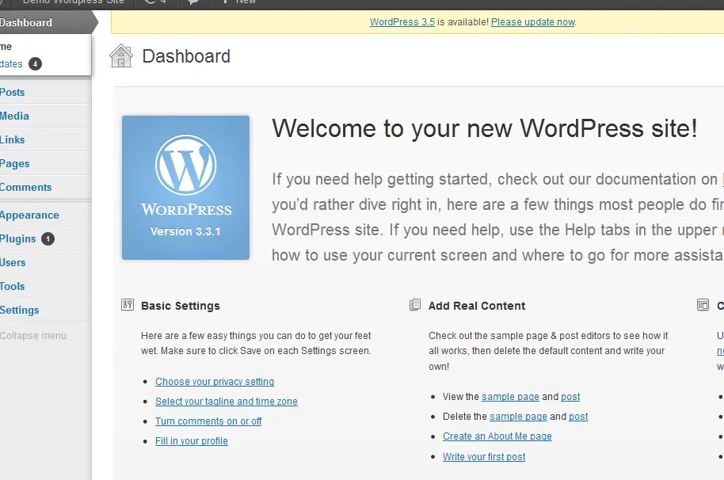 Demo Wordpress Site 4 New
WordPress 3.5 is available! Please update now.
Dashboard
Dashboard
4
Posts
Media
Links
Pages
Comments
Appearance
Plugins 1
Users
Tools
Settings
Collapse menu
WORDPRESS
Version 3.3.1
Welcome to your new WordPress site!
If you need help getting started, check out our documentation on
you'd rather dive right in, here are a few things most people do
WordPress site. If you need help, use the Help tabs in the upper
how to use your current screen and where to go for more
Basic Settings
Here are a few easy things you can do to get your feet
wet. Make sure to click Save on each Settings screen.
Choose your privacy setting
Select your tagline and time zone
Turn comments on or off
Fill in your profile
Add Real Content
Check out the sample page & post editors to see how it
all works, then delete the default content and write your
own!
View the sample page and post
Delete the sample page and post
Create an About Me page
Write your first post